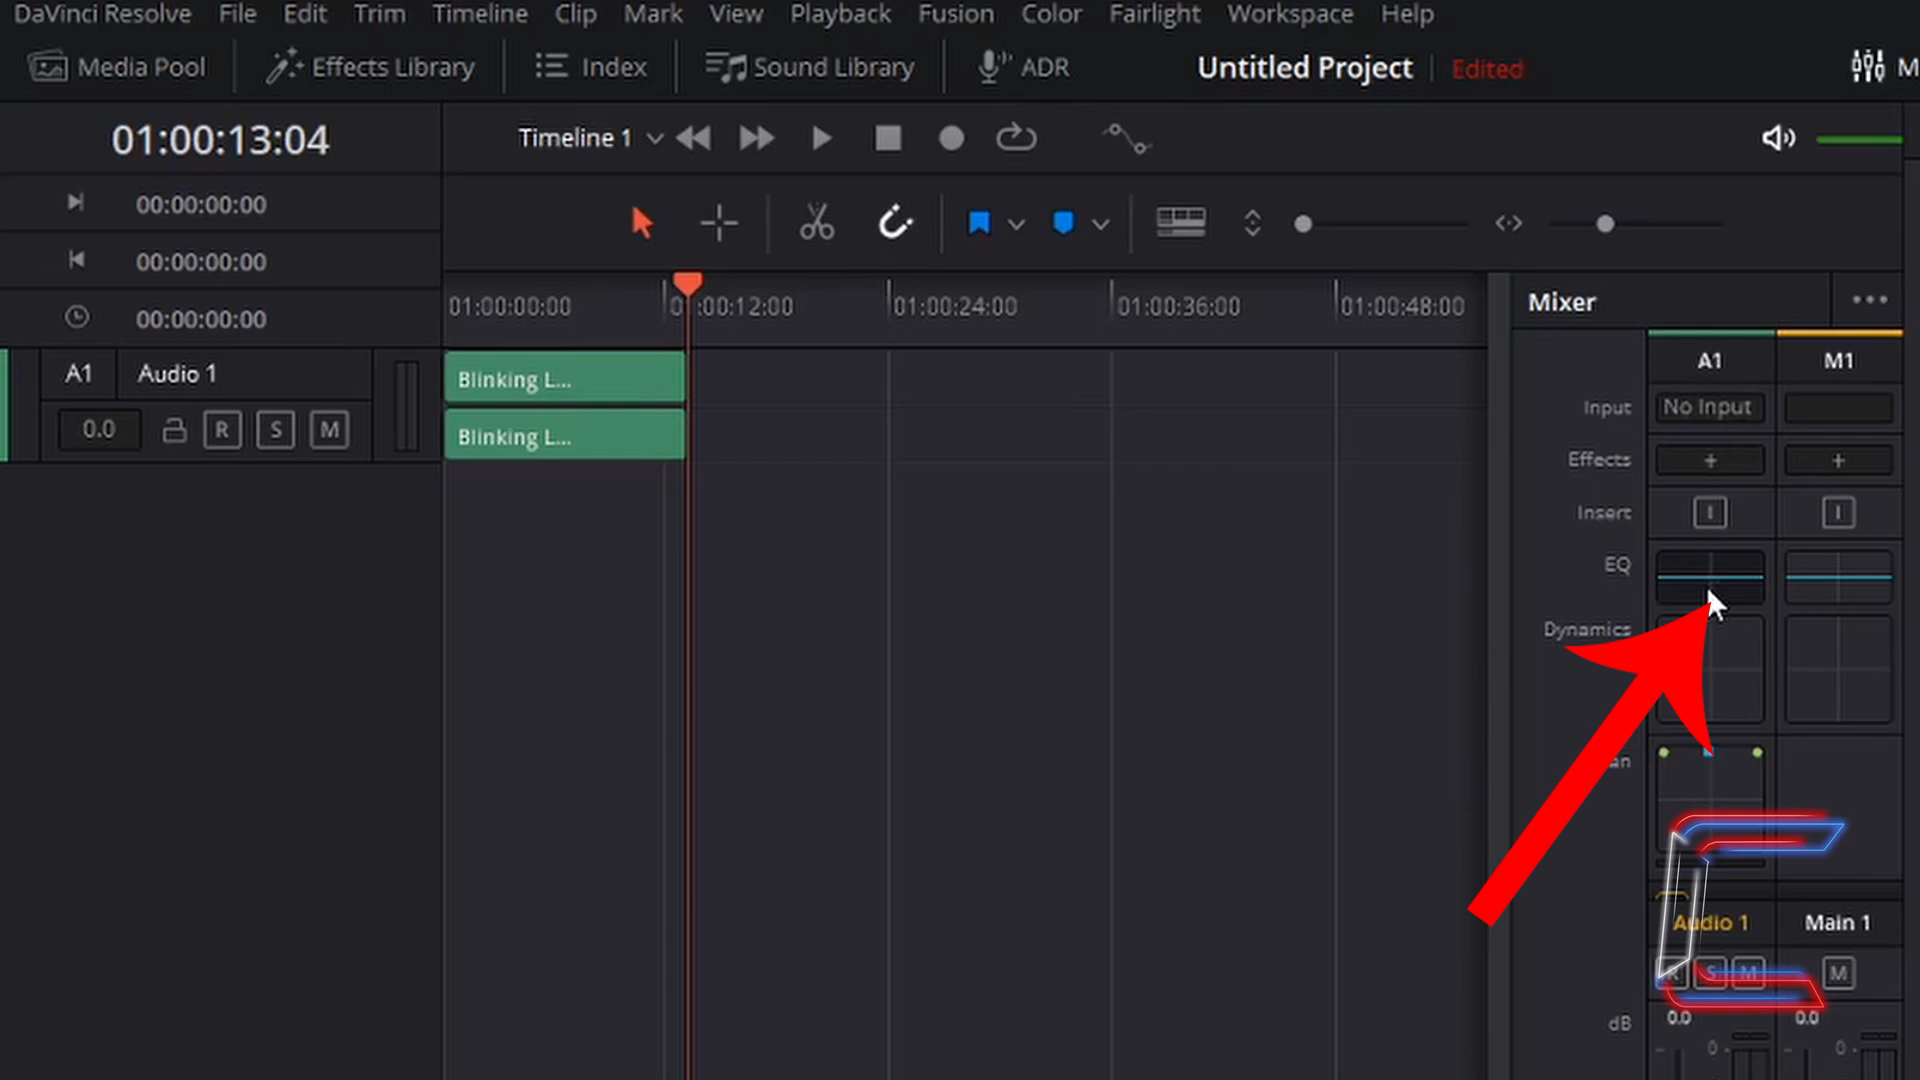 DaVinci Resolve File Edit Trim Timeline Clip Mark View Playback Fusion Color Fairlight Workspace Help
Media Pool Effects Library Index Sound Library ADR Untitled Project Edited M
01:00:13:04 Timeline 1
00:00:00:00
00:00:00:00
00:00:00:00
01:00:00:00 01:00:12:00 01:00:24:00 01:00:36:00 01:00:48:00
A1 Audio 1
0.0 R S M
Blinking L...
Blinking L...
Mixer
A1 M1
Input No Input
Effects + +
Insert I I
EQ
Dynamics
an
Audio 1 Main 1
R S M M
dB 0.0 0.0
0 0